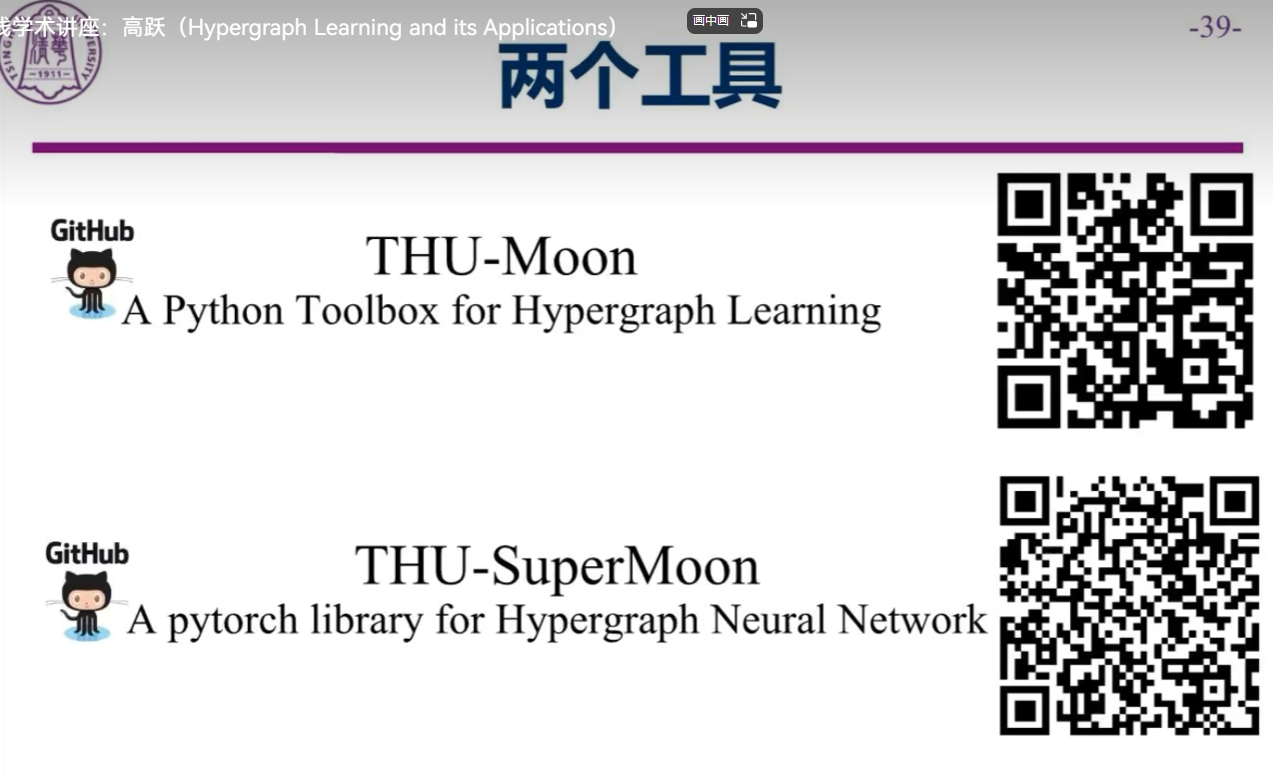 学术讲座：高跃（Hypergraph Learning and its Applications）
画中画
-39-
1911
两个工具
GitHub
THU-Moon
A Python Toolbox for Hypergraph Learning
GitHub
THU-SuperMoon
A pytorch library for Hypergraph Neural Network